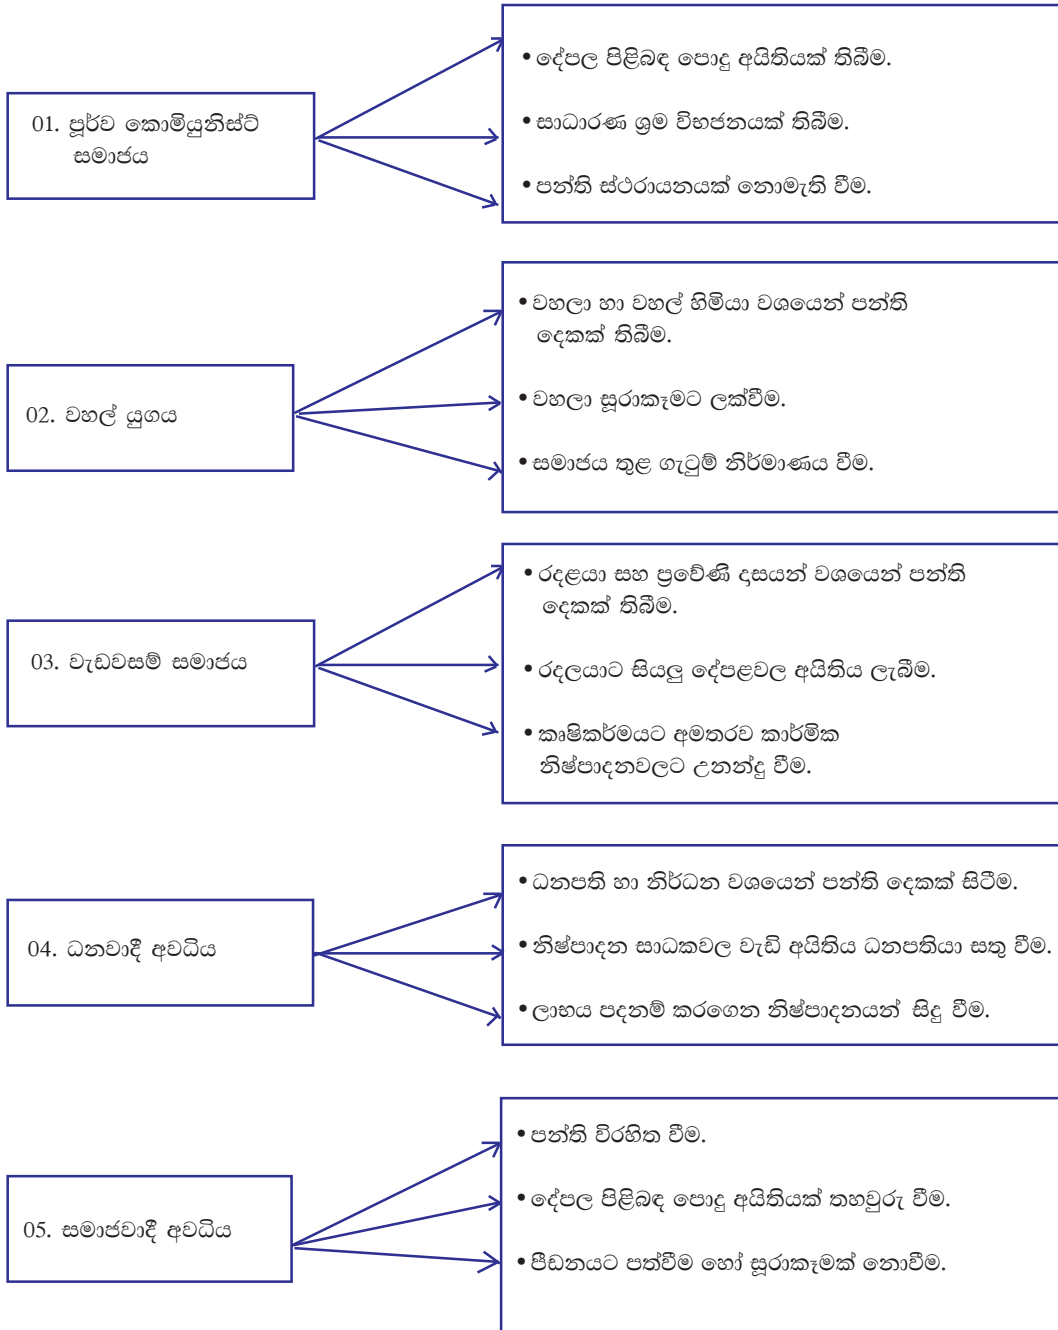 01. පූර්ව කොමියුනිස්ට්
සමාජය
• දේපල පිළිබඳ පොදු අයිතියක් තිබීම.
• සාධාරණ ශ්‍රම විභජනයක් තිබීම.
• පන්ති ස්ථරායනයක් නොමැති වීම.
02. වහල් යුගය
• වහලා හා වහල් හිමියා වශයෙන් පන්ති
දෙකක් තිබීම.
• වහලා සූරාකෑමට ලක්වීම.
• සමාජය තුළ ගැටුම් නිර්මාණය වීම.
03. වැඩවසම් සමාජය
• රදළයා සහ ප්‍රවේණි දාසයන් වශයෙන් පන්ති
දෙකක් තිබීම.
• රදලයාට සියලු දේපළවල අයිතිය ලැබීම.
• කෘෂිකර්මයට අමතරව කාර්මික
නිෂ්පාදනවලට උනන්දු වීම.
04. ධනවාදී අවධිය
• ධනපති හා නිර්ධන වශයෙන් පන්ති දෙකක් සිටීම.
• නිෂ්පාදන සාධකවල වැඩි අයිතිය ධනපතියා සතු වීම.
• ලාභය පදනම් කරගෙන නිෂ්පාදනයන් සිදු වීම.
05. සමාජවාදී අවධිය
• පන්ති විරහිත වීම.
• දේපල පිළිබඳ පොදු අයිතියක් තහවුරු වීම.
• පීඩනයට පත්වීම හෝ සූරාකෑමක් නොවීම.